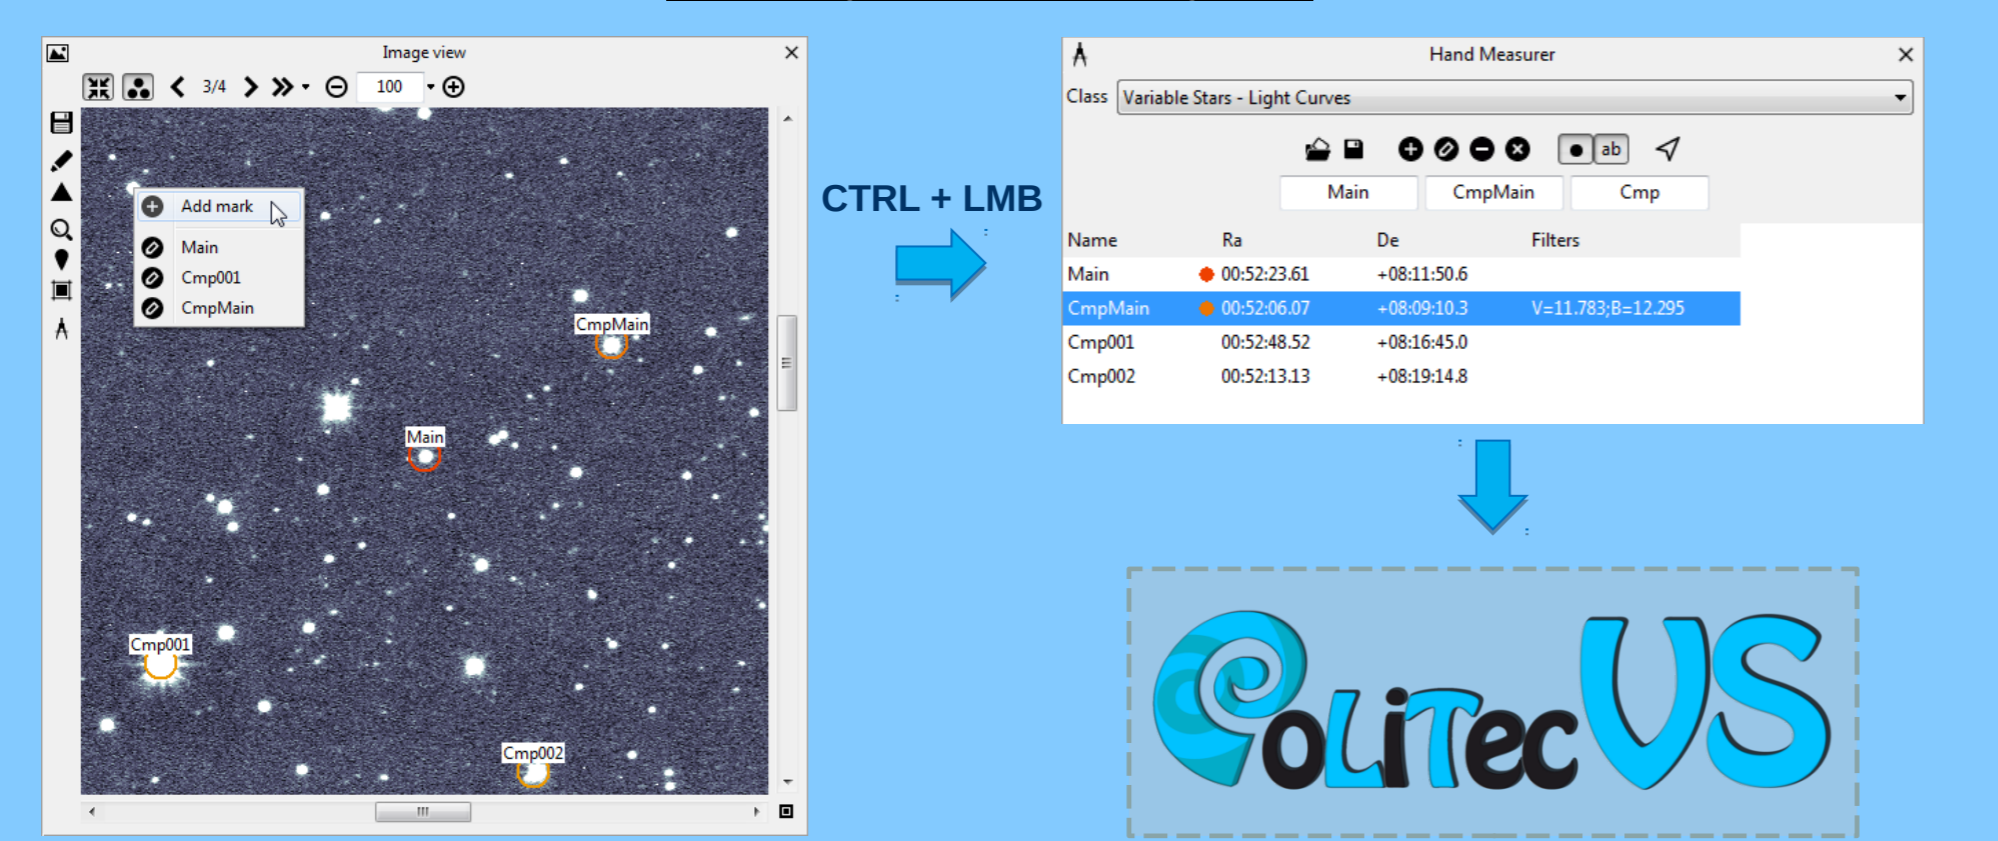 Image view
3/4
100
Add mark
Main
Cmp001
CmpMain
CmpMain
Main
Cmp001
Cmp002
CTRL + LMB
Hand Measurer
Class Variable Stars - Light Curves
ab
Main CmpMain Cmp
Name Ra De Filters
Main 00:52:23.61 +08:11:50.6
CmpMain 00:52:06.07 +08:09:10.3 V=11.783;B=12.295
Cmp001 00:52:48.52 +08:16:45.0
Cmp002 00:52:13.13 +08:19:14.8
CoLiTecVS